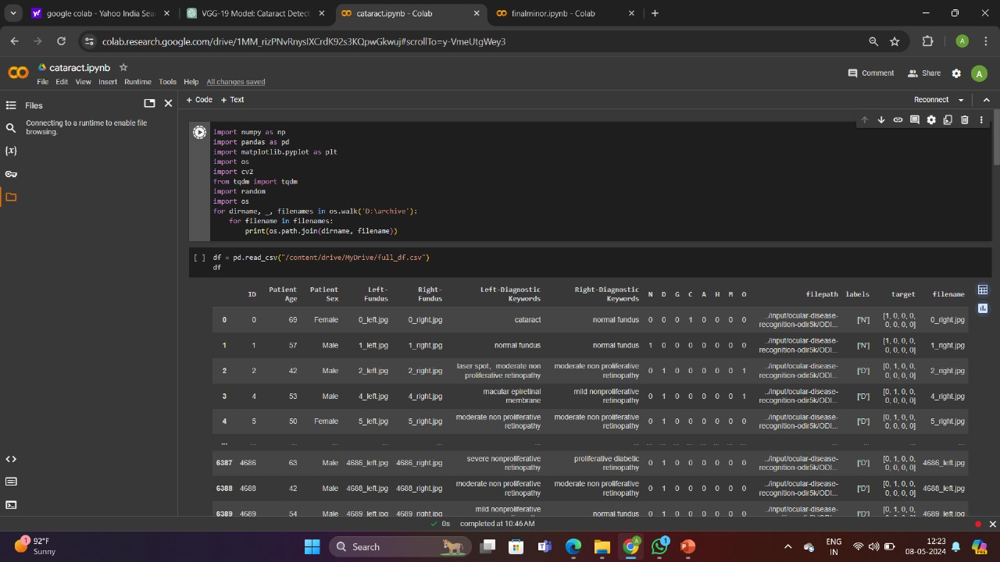 google colab - Yahoo India Sea
VGG-19 Model: Cataract Detect
cataract.ipynb - Colab
finalminor.ipynb - Colab
colab.research.google.com/drive/1MM_rizPNvRnyslXCrdK92s3KQpwGkwuj#scrollTo=y-VmeUtgWey3
A
cataract.ipynb
File Edit View Insert Runtime Tools Help All changes saved
Comment Share A
Files
Connecting to a runtime to enable file
browsing.
{x}
+ Code + Text
Reconnect
import numpy as np
import pandas as pd
import matplotlib.pyplot as plt
import os
import cv2
from tqdm import tqdm
import random
import os
for dirname, _, filenames in os.walk('D:\archive'):
for filename in filenames:
print(os.path.join(dirname, filename))
[ ] df = pd.read_csv("/content/drive/MyDrive/full_df.csv")
df
ID Patient Age Patient Sex Left-Fundus Right-Fundus Left-Diagnostic Keywords Right-Diagnostic Keywords N D G C A H M O filepath labels target filename
0 0 69 Female 0_left.jpg 0_right.jpg cataract normal fundus 0 0 0 1 0 0 0 0 ../input/ocular-disease-recognition-odir5k/ODI... ['N'] [1, 0, 0, 0, 0, 0, 0, 0] 0_right.jpg
1 1 57 Male 1_left.jpg 1_right.jpg normal fundus normal fundus 1 0 0 0 0 0 0 0 ../input/ocular-disease-recognition-odir5k/ODI... ['N'] [1, 0, 0, 0, 0, 0, 0, 0] 1_right.jpg
2 2 42 Male 2_left.jpg 2_right.jpg laser spot, moderate non proliferative retinopathy moderate non proliferative retinopathy 0 1 0 0 0 0 0 1 ../input/ocular-disease-recognition-odir5k/ODI... ['D'] [0, 1, 0, 0, 0, 0, 0, 0] 2_right.jpg
3 4 53 Male 4_left.jpg 4_right.jpg macular epiretinal membrane mild nonproliferative retinopathy 0 1 0 0 0 0 0 1 ../input/ocular-disease-recognition-odir5k/ODI... ['D'] [0, 1, 0, 0, 0, 0, 0, 0] 4_right.jpg
4 5 50 Female 5_left.jpg 5_right.jpg moderate non proliferative retinopathy moderate non proliferative retinopathy 0 1 0 0 0 0 0 0 ../input/ocular-disease-recognition-odir5k/ODI... ['D'] [0, 1, 0, 0, 0, 0, 0, 0] 5_right.jpg
... ... ... ... ... ... ... ... ... ... ... ... ... ... ... ... ... ... ... ...
6387 4686 63 Male 4686_left.jpg 4686_right.jpg severe nonproliferative retinopathy proliferative diabetic retinopathy 0 1 0 0 0 0 0 0 ../input/ocular-disease-recognition-odir5k/ODI... ['D'] [0, 1, 0, 0, 0, 0, 0, 0] 4686_left.jpg
6388 4688 42 Male 4688_left.jpg 4688_right.jpg moderate non proliferative retinopathy moderate non proliferative retinopathy 0 1 0 0 0 0 0 0 ../input/ocular-disease-recognition-odir5k/ODI... ['D'] [0, 1, 0, 0, 0, 0, 0, 0] 4688_left.jpg
6389 4689 54 Male 4689_left.jpg 4689_right.jpg mild nonproliferative normal fundus 0 1 0 0 0 0 0 0 ../input/ocular-disease- ['D'] [0, 1, 0, 0, 4689_left.jpg
0s completed at 10:46 AM
1 92°F
Sunny
Search
1
ENG
IN
12:23
08-05-2024
PRE